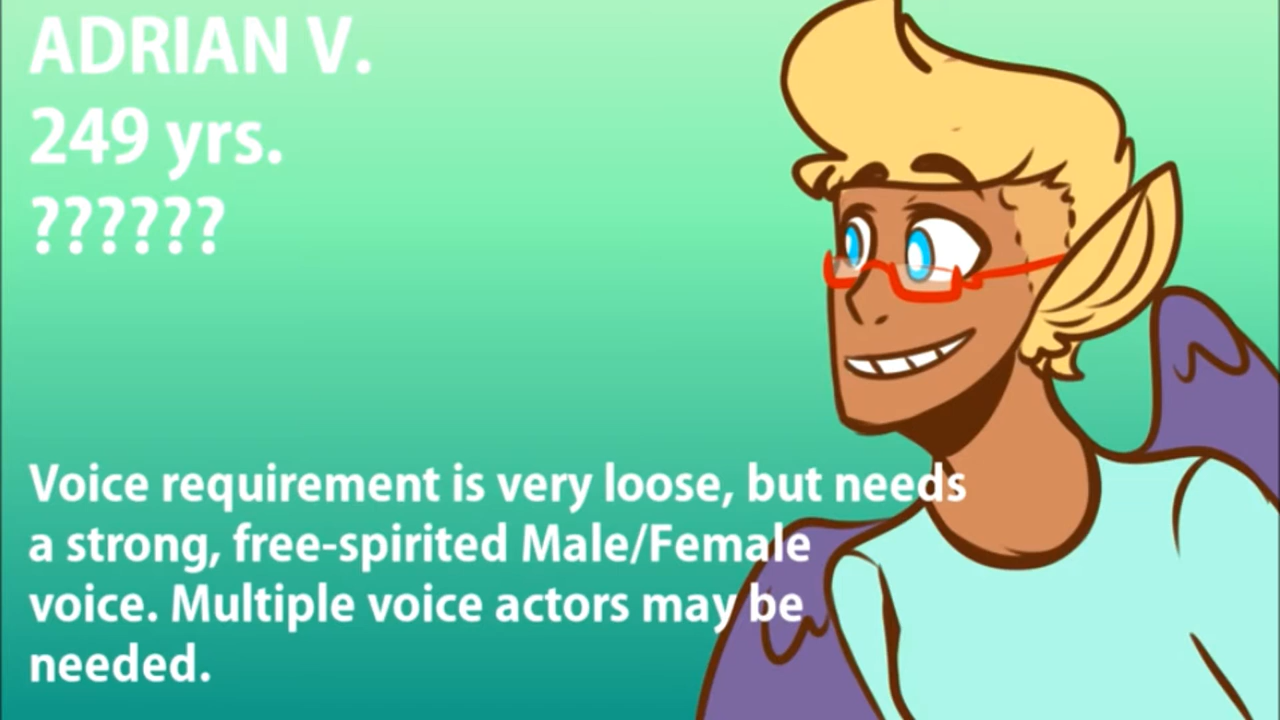 ADRIAN V.
249 yrs.
??????
Voice requirement is very loose, but needs
a strong, free-spirited Male/Female
voice. Multiple voice actors may be
needed.